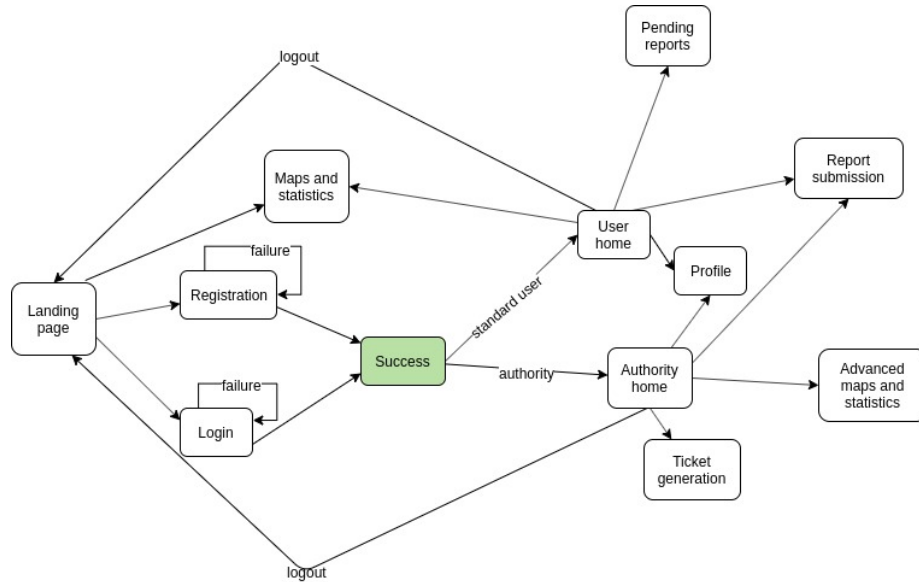 Pending
reports
logout
Maps and
statistics
Report
submission
User
home
failure
Registration
Profile
standard user
Landing
page
Success
authority
Authority
home
Advanced
maps and
statistics
failure
Login
Ticket
generation
logout